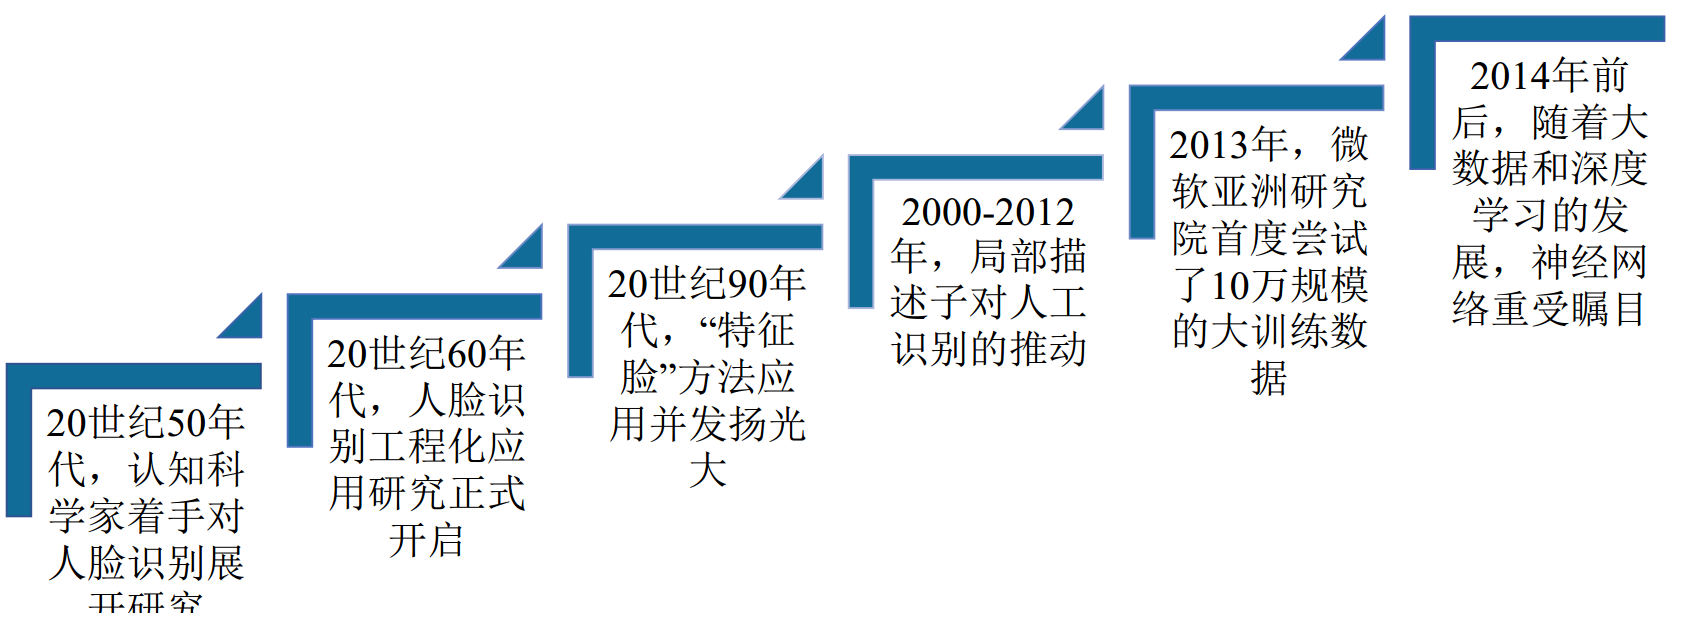 20世纪50年
代，认知科
学家着手对
人脸识别展
开研究
20世纪60年
代，人脸识
别工程化应
用研究正式
开启
20世纪90年
代，“特征
脸”方法应
用并发扬光
大
2000-2012
年，局部描
述子对人工
识别的推动
2013年，微
软亚洲研究
院首度尝试
了10万规模
的大训练数
据
2014年前
后，随着大
数据和深度
学习的发
展，神经网
络重受瞩目